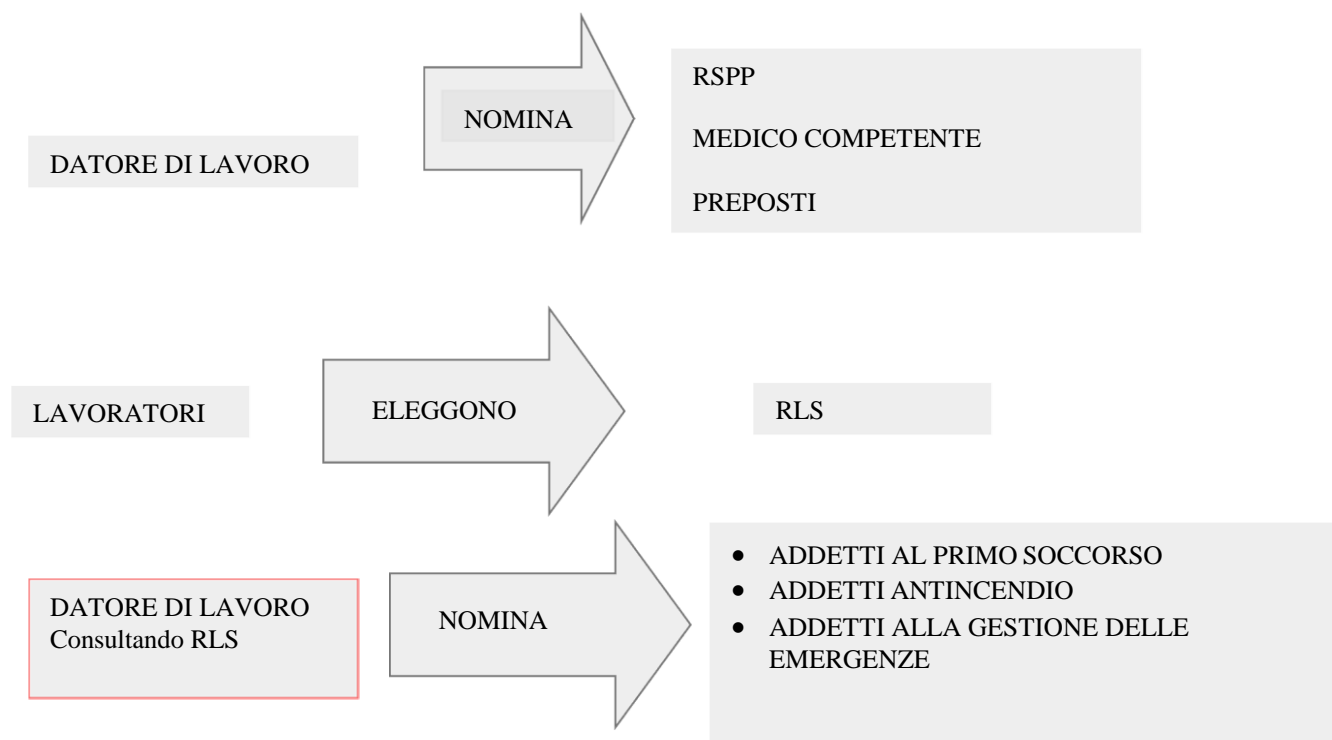 DATORE DI LAVORO
NOMINA
RSPP
MEDICO COMPETENTE
PREPOSTI
LAVORATORI
ELEGGONO
RLS
DATORE DI LAVORO
Consultando RLS
NOMINA
• ADDETTI AL PRIMO SOCCORSO
• ADDETTI ANTINCENDIO
• ADDETTI ALLA GESTIONE DELLE
EMERGENZE